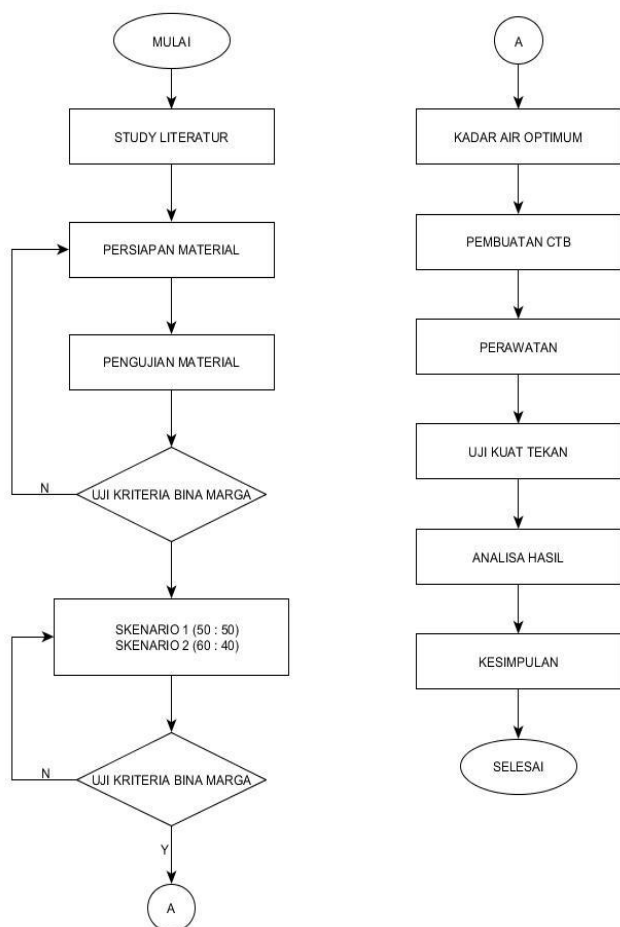 MULAI
STUDY LITERATUR
PERSIAPAN MATERIAL
PENGUJIAN MATERIAL
N
UJI KRITERIA BINA MARGA
SKENARIO 1 (50 : 50)
SKENARIO 2 (60 : 40)
N
UJI KRITERIA BINA MARGA
Y
A
A
KADAR AIR OPTIMUM
PEMBUATAN CTB
PERAWATAN
UJI KUAT TEKAN
ANALISA HASIL
KESIMPULAN
SELESAI